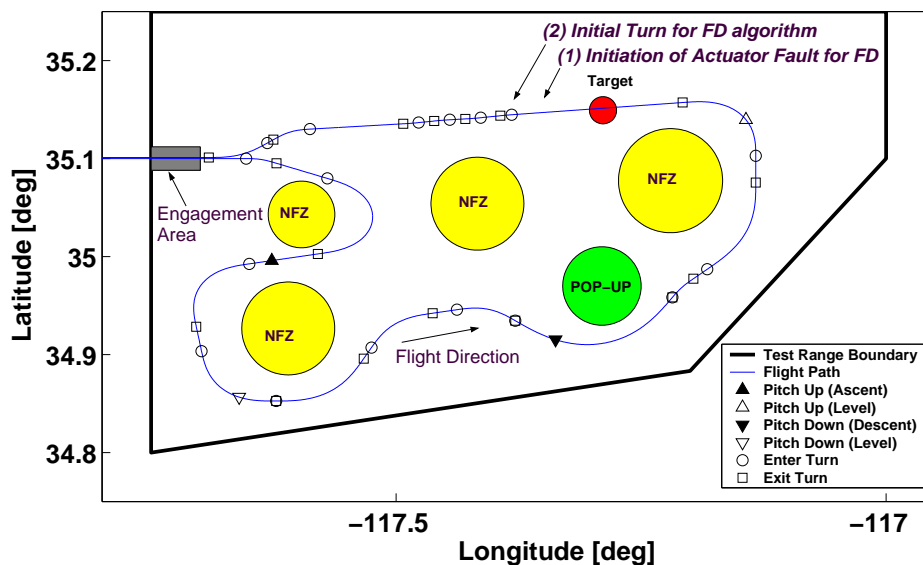 (2) Initial Turn for FD algorithm
(1) Initiation of Actuator Fault for FD
Target
35.2
35.1
35
34.9
34.8
Latitude [deg]
Engagement
Area
NFZ
NFZ
NFZ
NFZ
POP−UP
Flight Direction
Test Range Boundary
Flight Path
Pitch Up (Ascent)
Pitch Up (Level)
Pitch Down (Descent)
Pitch Down (Level)
Enter Turn
Exit Turn
−117.5
−117
Longitude [deg]